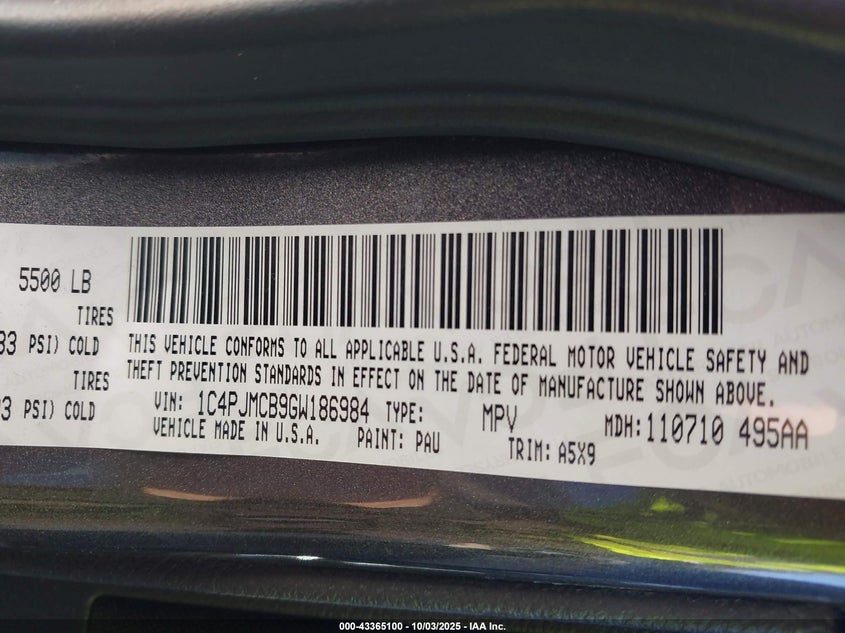 5500 LB
TIRES
33 PSI) COLD
TIRES
3 PSI) COLD
THIS VEHICLE CONFORMS TO ALL APPLICABLE U.S.A. FEDERAL MOTOR VEHICLE SAFETY AND
THEFT PREVENTION STANDARDS IN EFFECT ON THE DATE OF MANUFACTURE SHOWN ABOVE.
VIN: 1C4PJMCB9GW186984 TYPE: MPV MDH:110710 495AA
VEHICLE MADE IN U.S.A. PAINT: PAU TRIM: A5X9
000-43365100 - 10/03/2025 - IAA Inc.